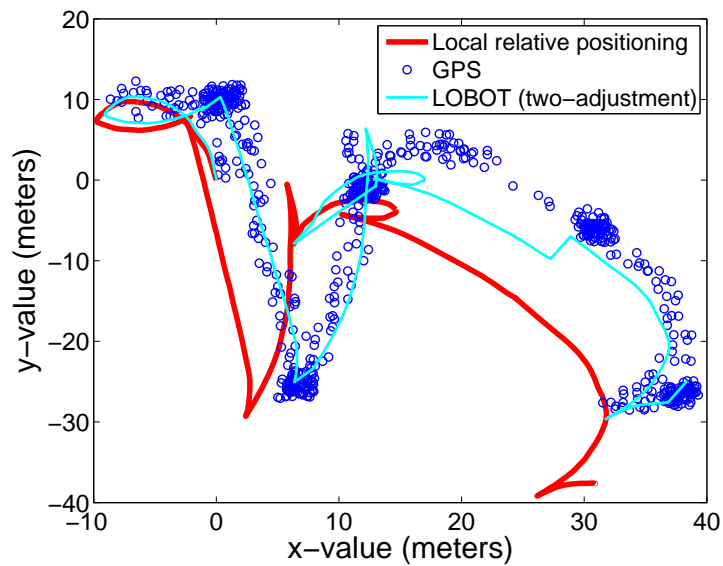 20
10
0
−10
−20
−30
−40
−10
0
10
20
30
40
y−value (meters)
x−value (meters)
Local relative positioning
GPS
LOBOT (two−adjustment)